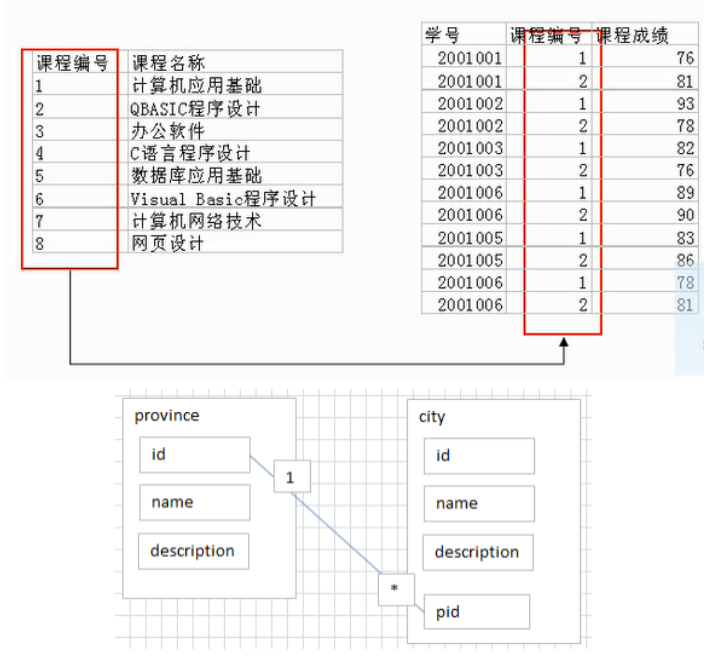 课程编号 课程名称
1 计算机应用基础
2 QBASIC程序设计
3 办公软件
4 C语言程序设计
5 数据库应用基础
6 Visual Basic程序设计
7 计算机网络技术
8 网页设计
学号 课程编号 课程成绩
2001001 1 76
2001001 2 81
2001002 1 93
2001002 2 78
2001003 1 82
2001003 2 76
2001006 1 89
2001006 2 90
2001005 1 83
2001005 2 86
2001006 1 78
2001006 2 81
province
id
name
description
1
*
city
id
name
description
pid